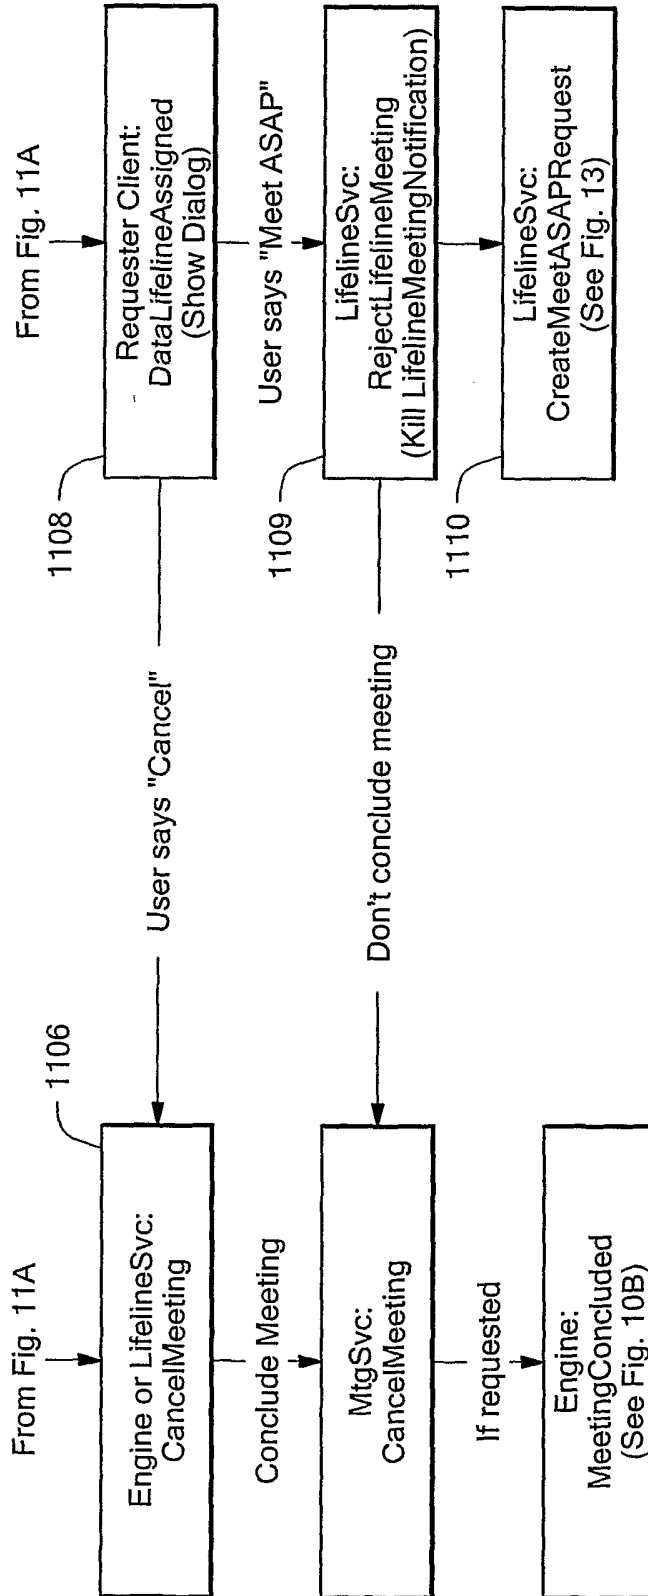 From Fig. 11A
1106
Engine or LifelineSvc:
CancelMeeting
Conclude Meeting
MtgSvc:
CancelMeeting
If requested
Engine:
MeetingConcluded
(See Fig. 10B)
User says "Cancel"
Don't conclude meeting
From Fig. 11A
1108
Requester Client:
DataLifelineAssigned
(Show Dialog)
User says "Meet ASAP"
1109
LifelineSvc:
RejectLifelineMeeting
(Kill LifelineMeetingNotification)
1110
LifelineSvc:
CreateMeetASAPRequest
(See Fig. 13)